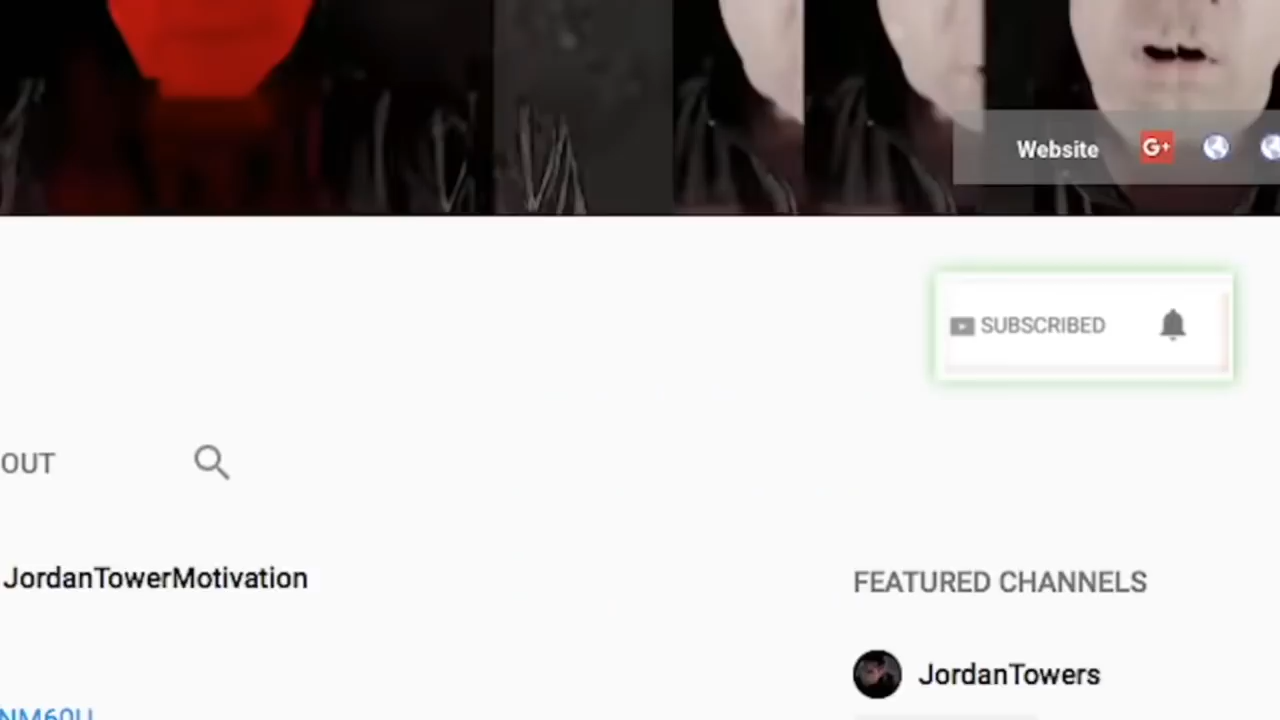 Website G+
SUBSCRIBED
OUT
JordanTowerMotivation
FEATURED CHANNELS
JordanTowers